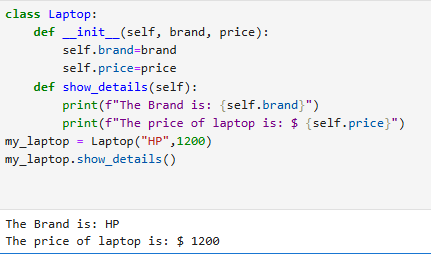 class Laptop:
    def __init__(self, brand, price):
        self.brand=brand
        self.price=price
    def show_details(self):
        print(f"The Brand is: {self.brand}")
        print(f"The price of laptop is: $ {self.price}")
my_laptop = Laptop("HP",1200)
my_laptop.show_details()
The Brand is: HP
The price of laptop is: $ 1200